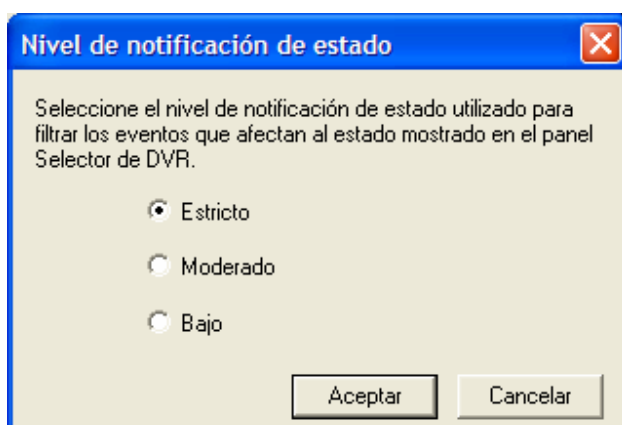 Nivel de notificación de estado
Seleccione el nivel de notificación de estado utilizado para
filtrar los eventos que afectan al estado mostrado en el panel
Selector de DVR.
Estricto
Moderado
Bajo
Aceptar Cancelar